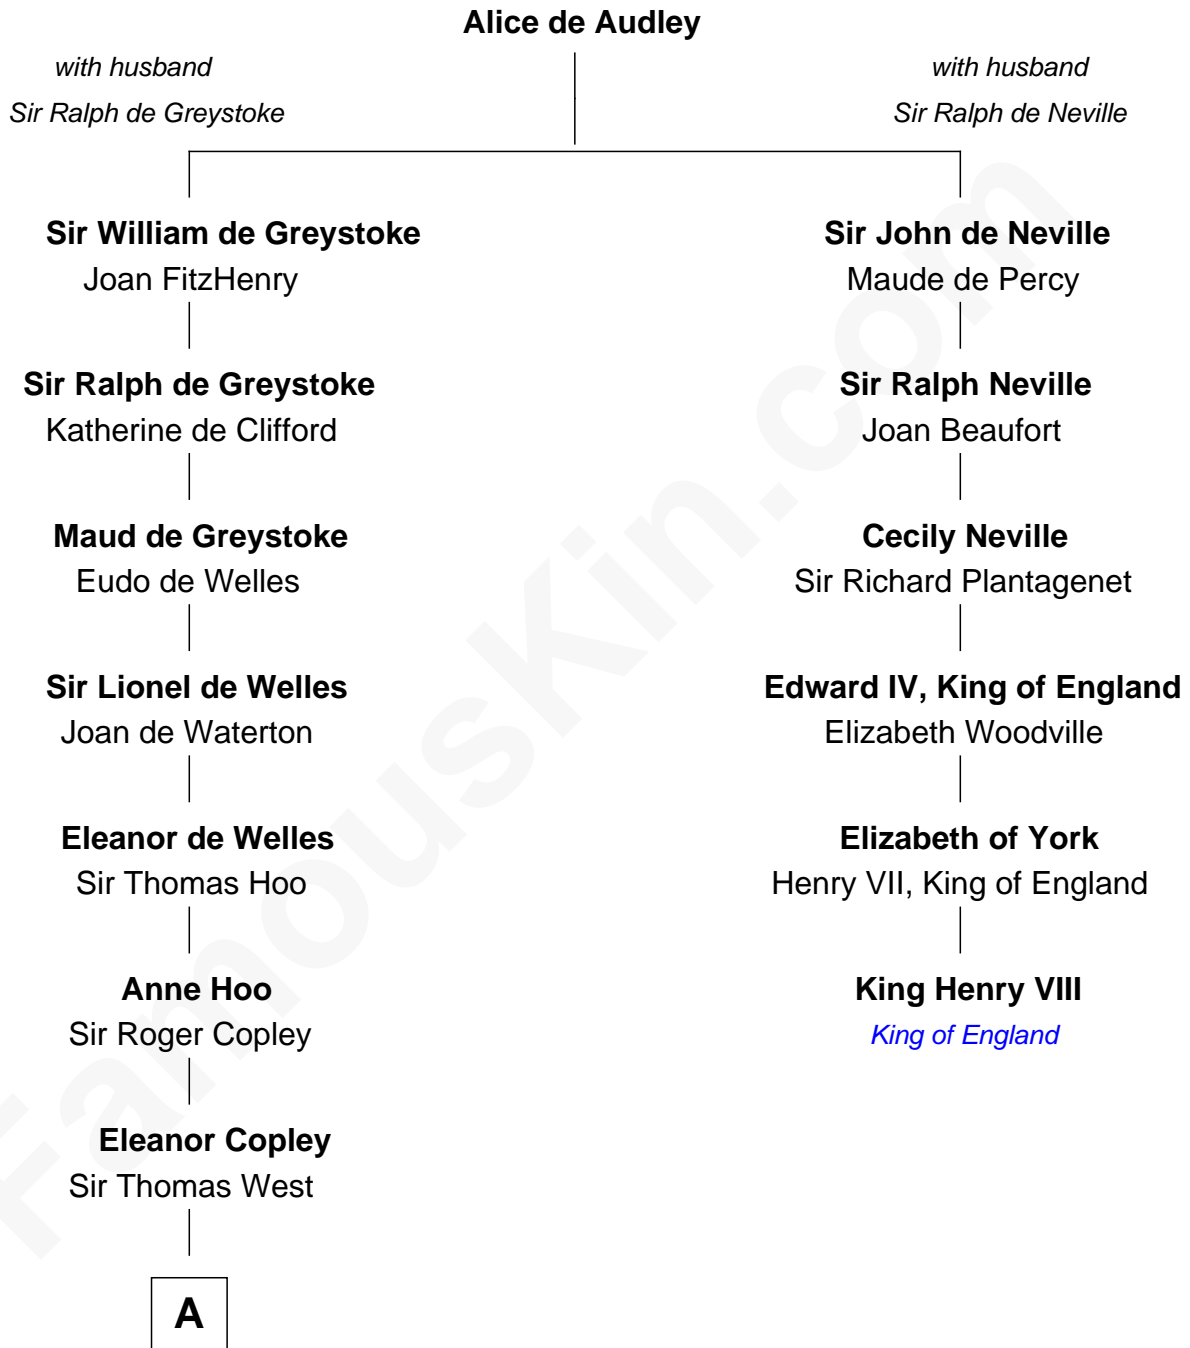 Alice de Audley
with husband
Sir Ralph de Greystoke
with husband
Sir Ralph de Neville
Sir William de Greystoke
Joan FitzHenry
Sir John de Neville
Maude de Percy
Sir Ralph de Greystoke
Katherine de Clifford
Sir Ralph Neville
Joan Beaufort
Maud de Greystoke
Eudo de Welles
Cecily Neville
Sir Richard Plantagenet
Sir Lionel de Welles
Joan de Waterton
Edward IV, King of England
Elizabeth Woodville
Eleanor de Welles
Sir Thomas Hoo
Elizabeth of York
Henry VII, King of England
Anne Hoo
Sir Roger Copley
King Henry VIII
King of England
Eleanor Copley
Sir Thomas West
A
FamousKin.com